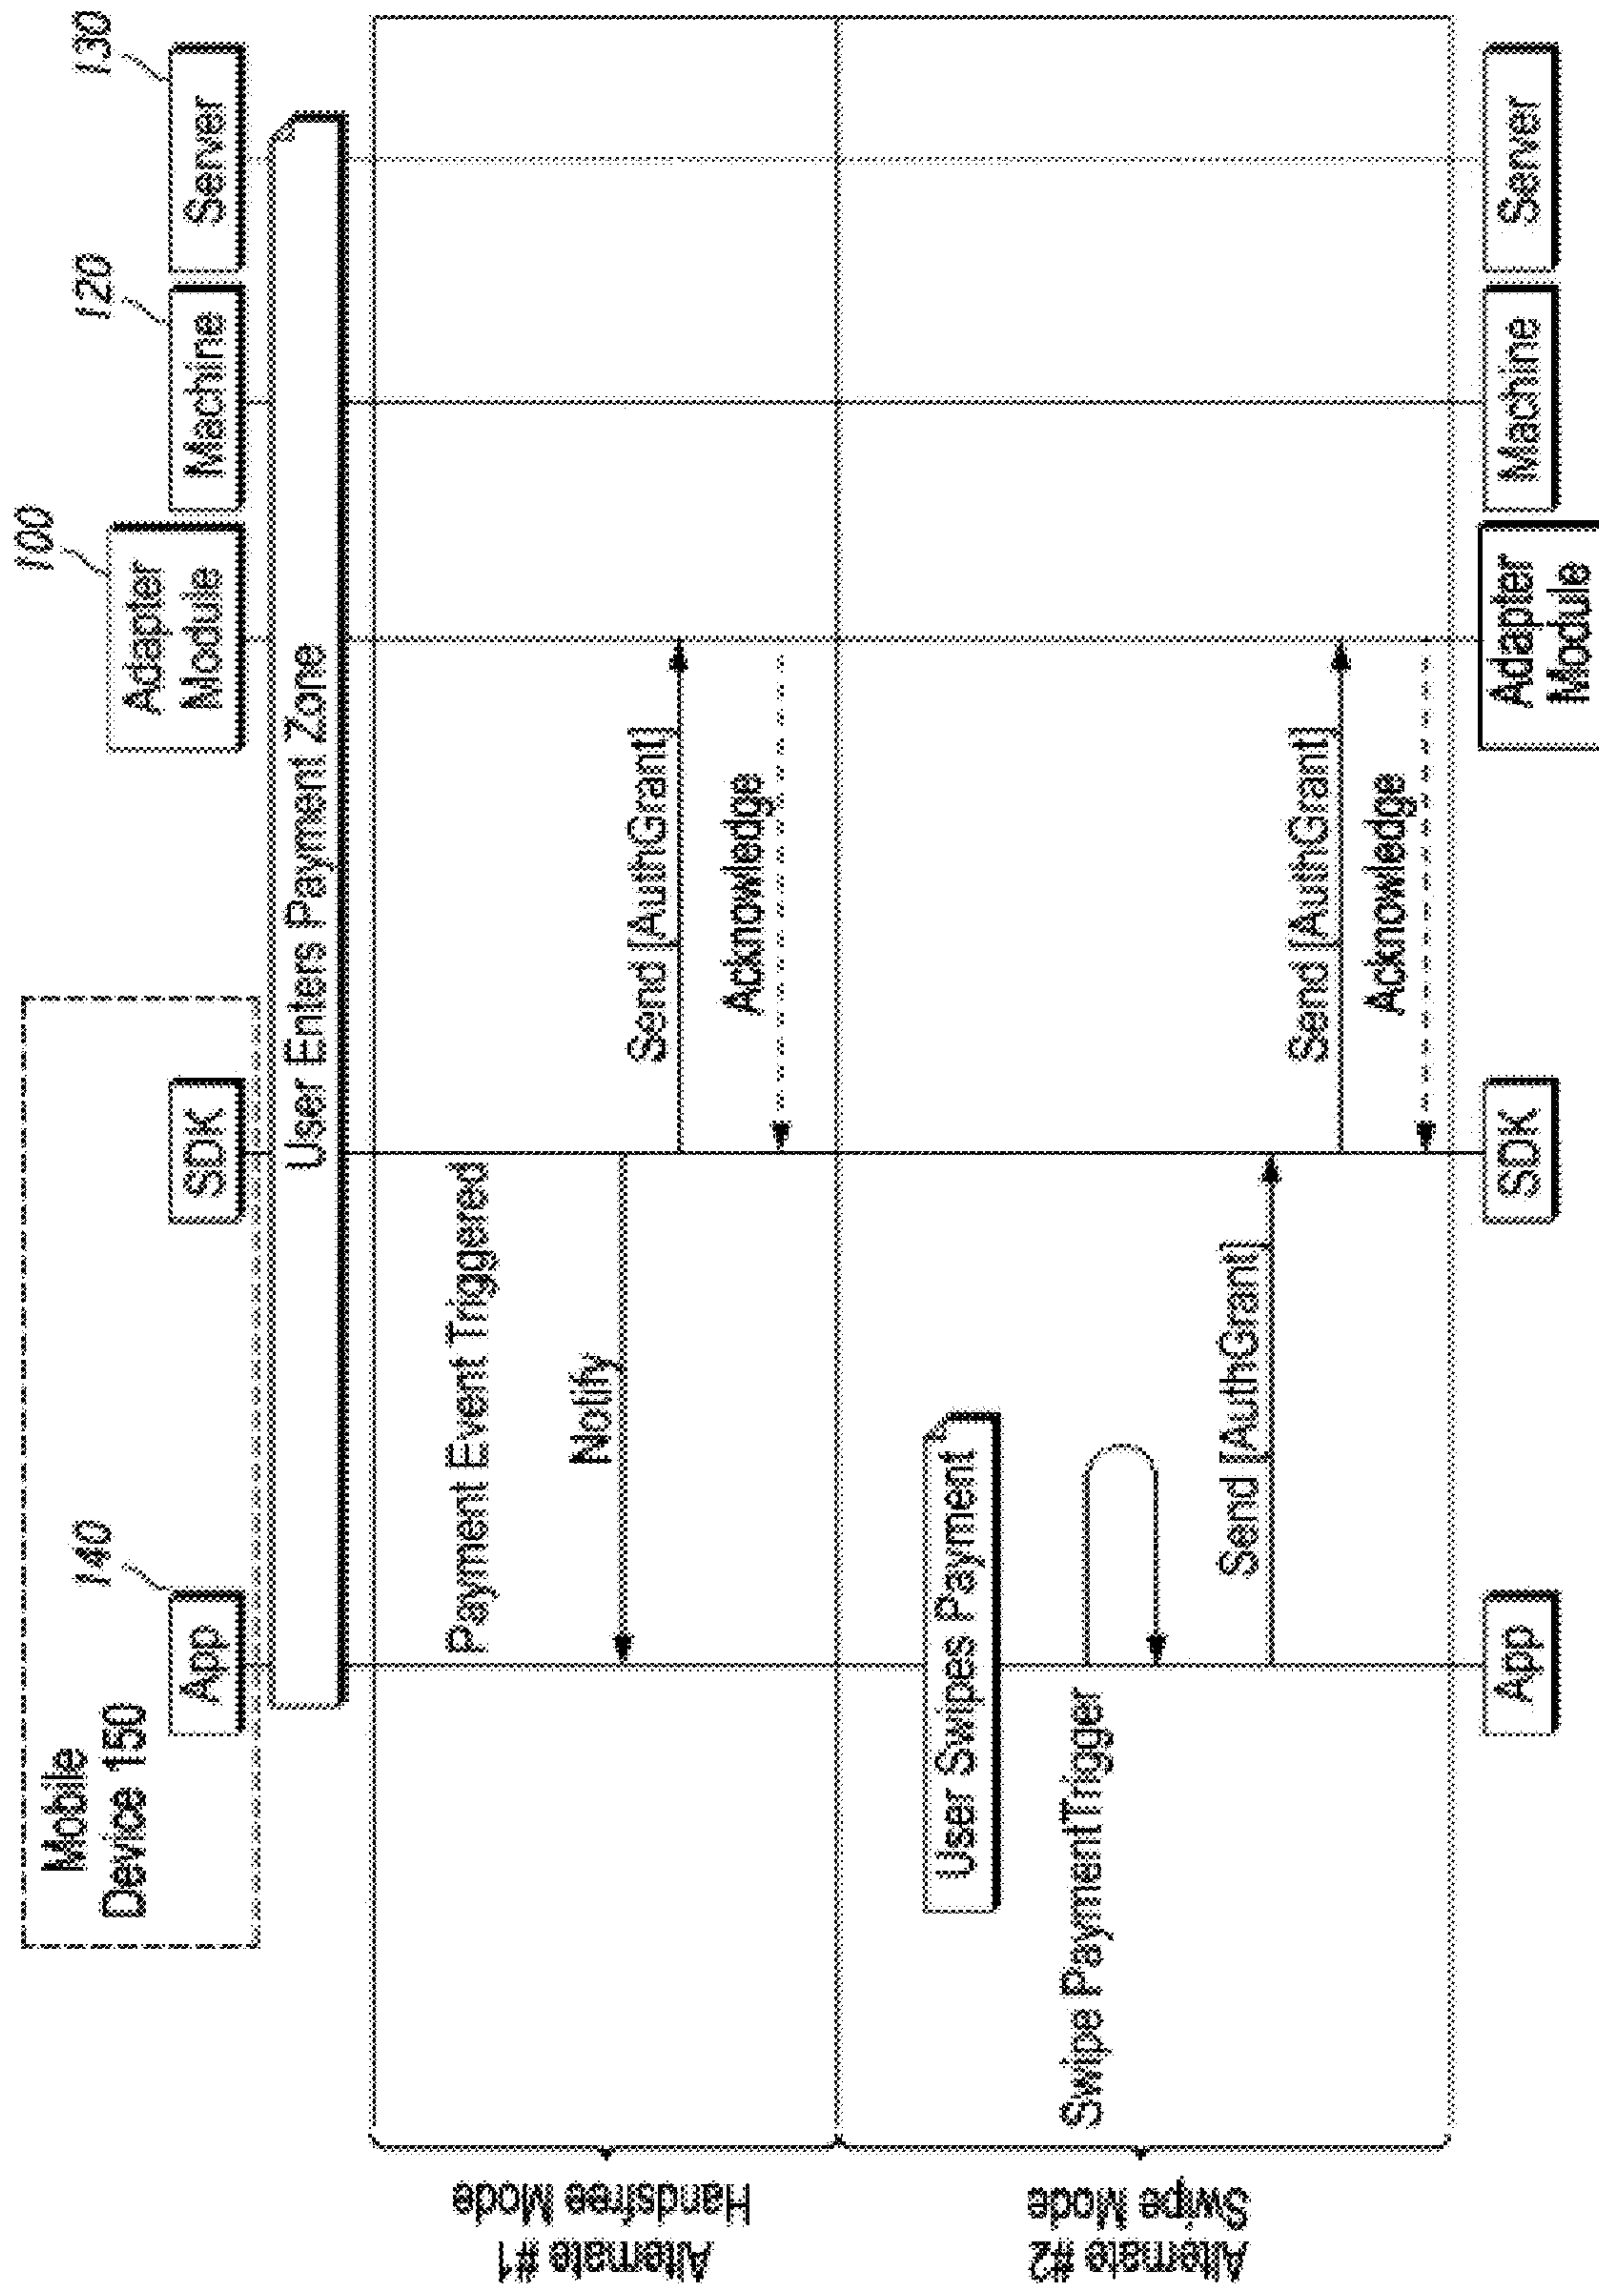 Mobile
Device 150
140
App
SDK
100
Adapter
Module
120
Machine
130
Server
User Enters Payment Zone
Alternate #1
Handsfree Mode
Payment Event Triggered
Notify
Send [AuthGrant]
Acknowledge
Alternate #2
Swipe Mode
User Swipes Payment
Swipe PaymentTrigger
Send [AuthGrant]
Send [AuthGrant]
Acknowledge
App
SDK
Adapter
Module
Machine
Server